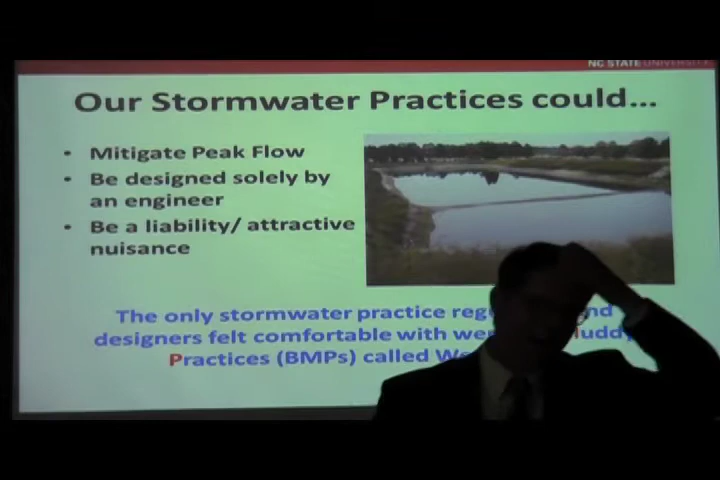 NC STATE UNIVERSITY
Our Stormwater Practices could...
• Mitigate Peak Flow
• Be designed solely by
an engineer
• Be a liability/ attractive
nuisance
The only stormwater practice
designers felt comfortable with
Practices (BMPs) called